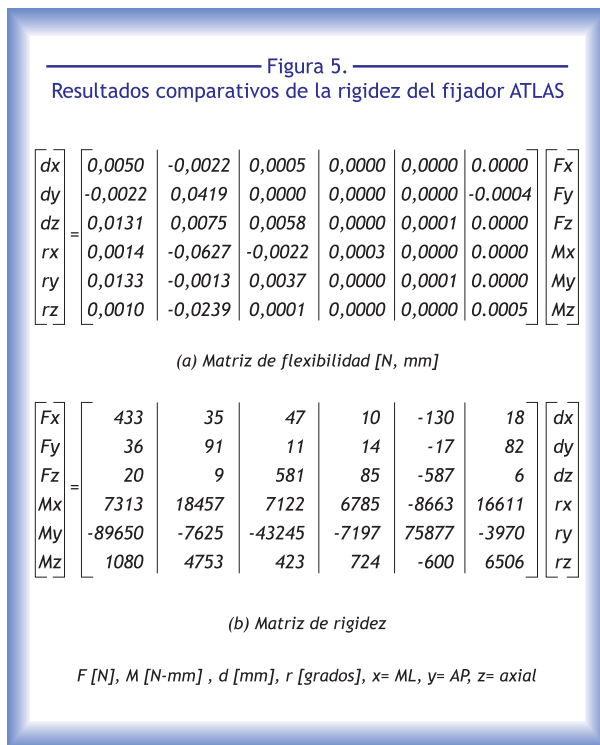 Figura 5.
Resultados comparativos de la rigidez del fijador ATLAS
dx 0,0050 -0,0022 0,0005 0,0000 0,0000 0.0000 Fx
dy -0,0022 0,0419 0,0000 0,0000 0,0000 -0.0004 Fy
dz 0,0131 0,0075 0,0058 0,0000 0,0001 0.0000 Fz
=
rx 0,0014 -0,0627 -0,0022 0,0003 0,0000 0.0000 Mx
ry 0,0133 -0,0013 0,0037 0,0000 0,0001 0.0000 My
rz 0,0010 -0,0239 0,0001 0,0000 0,0000 0.0005 Mz
(a) Matriz de flexibilidad [N, mm]
Fx 433 35 47 10 -130 18 dx
Fy 36 91 11 14 -17 82 dy
Fz 20 9 581 85 -587 6 dz
=
Mx 7313 18457 7122 6785 -8663 16611 rx
My -89650 -7625 -43245 -7197 75877 -3970 ry
Mz 1080 4753 423 724 -600 6506 rz
(b) Matriz de rigidez
F [N], M [N-mm] , d [mm], r [grados], x= ML, y= AP, z= axial